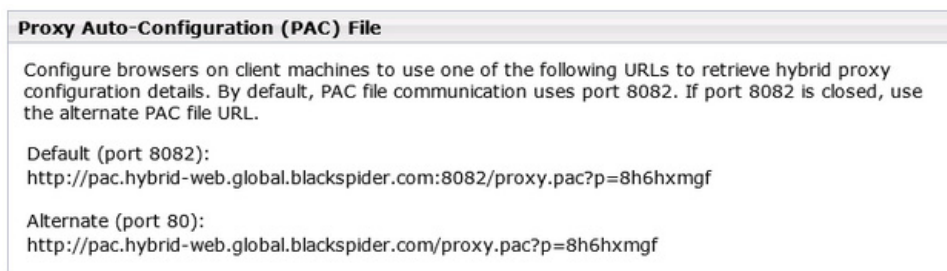 Proxy Auto-Configuration (PAC) File
Configure browsers on client machines to use one of the following URLs to retrieve hybrid proxy
configuration details. By default, PAC file communication uses port 8082. If port 8082 is closed, use
the alternate PAC file URL.
Default (port 8082):
http://pac.hybrid-web.global.blackspider.com:8082/proxy.pac?p=8h6hxmgf
Alternate (port 80):
http://pac.hybrid-web.global.blackspider.com/proxy.pac?p=8h6hxmgf